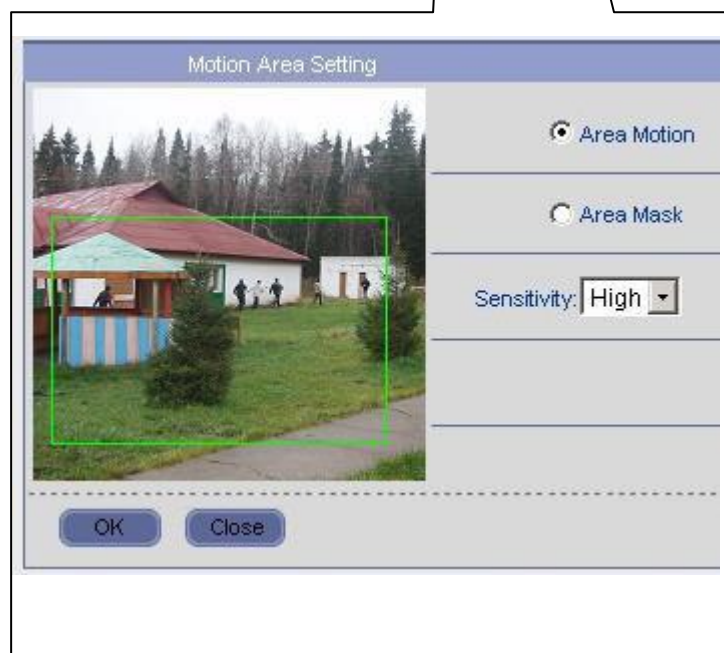 Motion Area Setting
Area Motion
Area Mask
Sensitivity: High
OK
Close